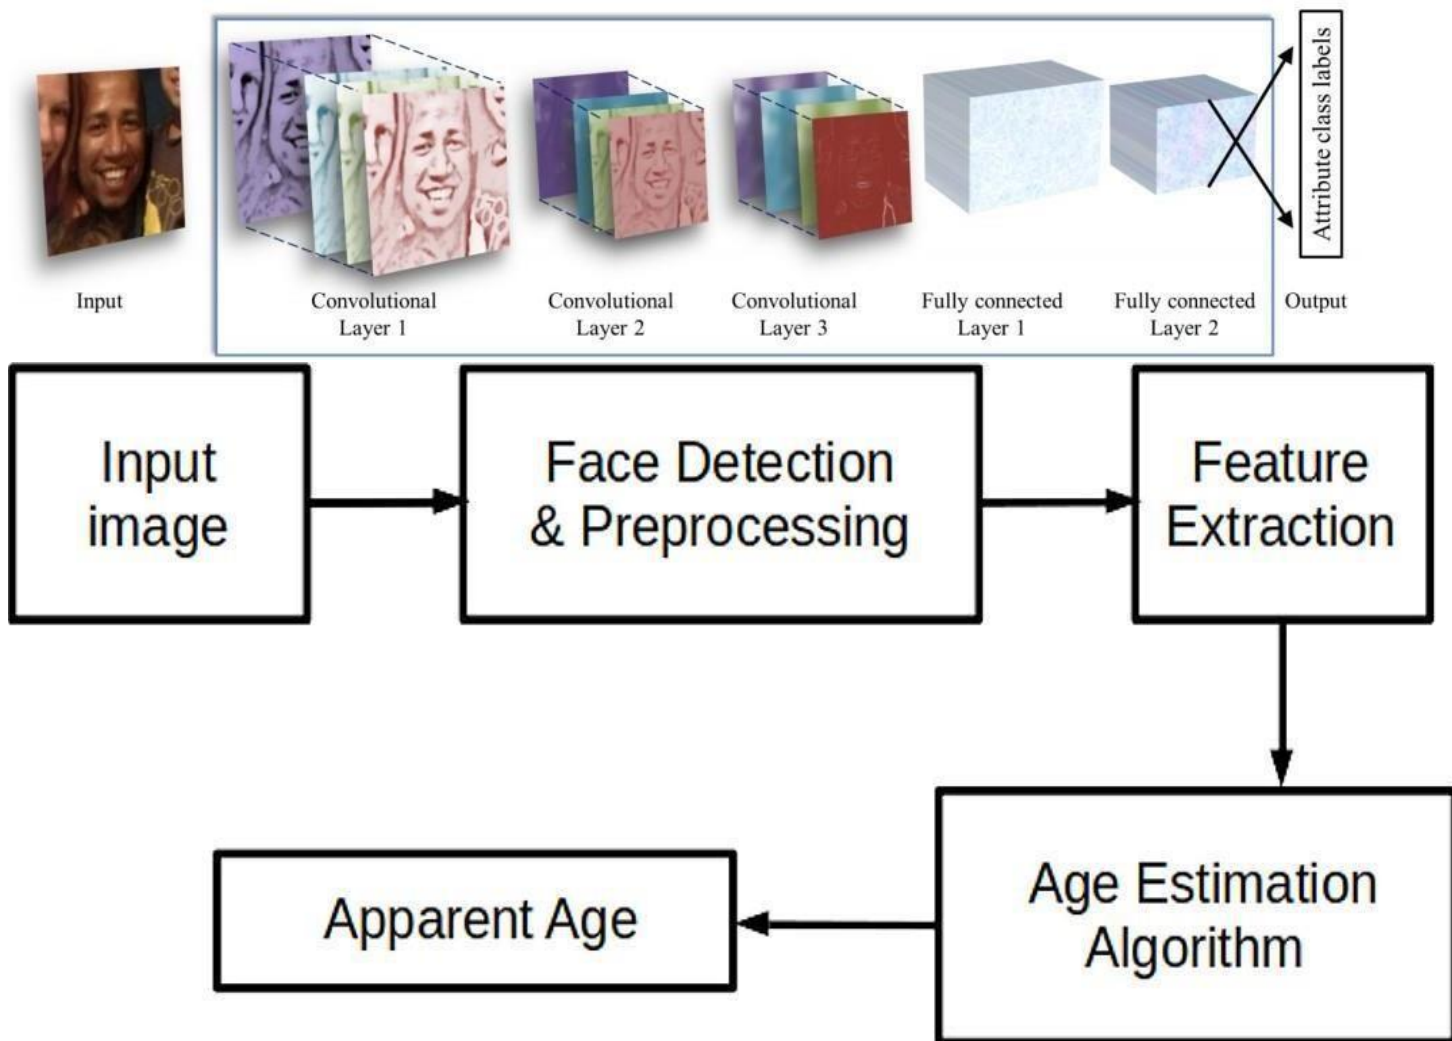 Input
Convolutional
Layer 1
Convolutional
Layer 2
Convolutional
Layer 3
Fully connected
Layer 1
Fully connected
Layer 2
Output
Attribute class labels
Input
image
Face Detection
& Preprocessing
Feature
Extraction
Age Estimation
Algorithm
Apparent Age